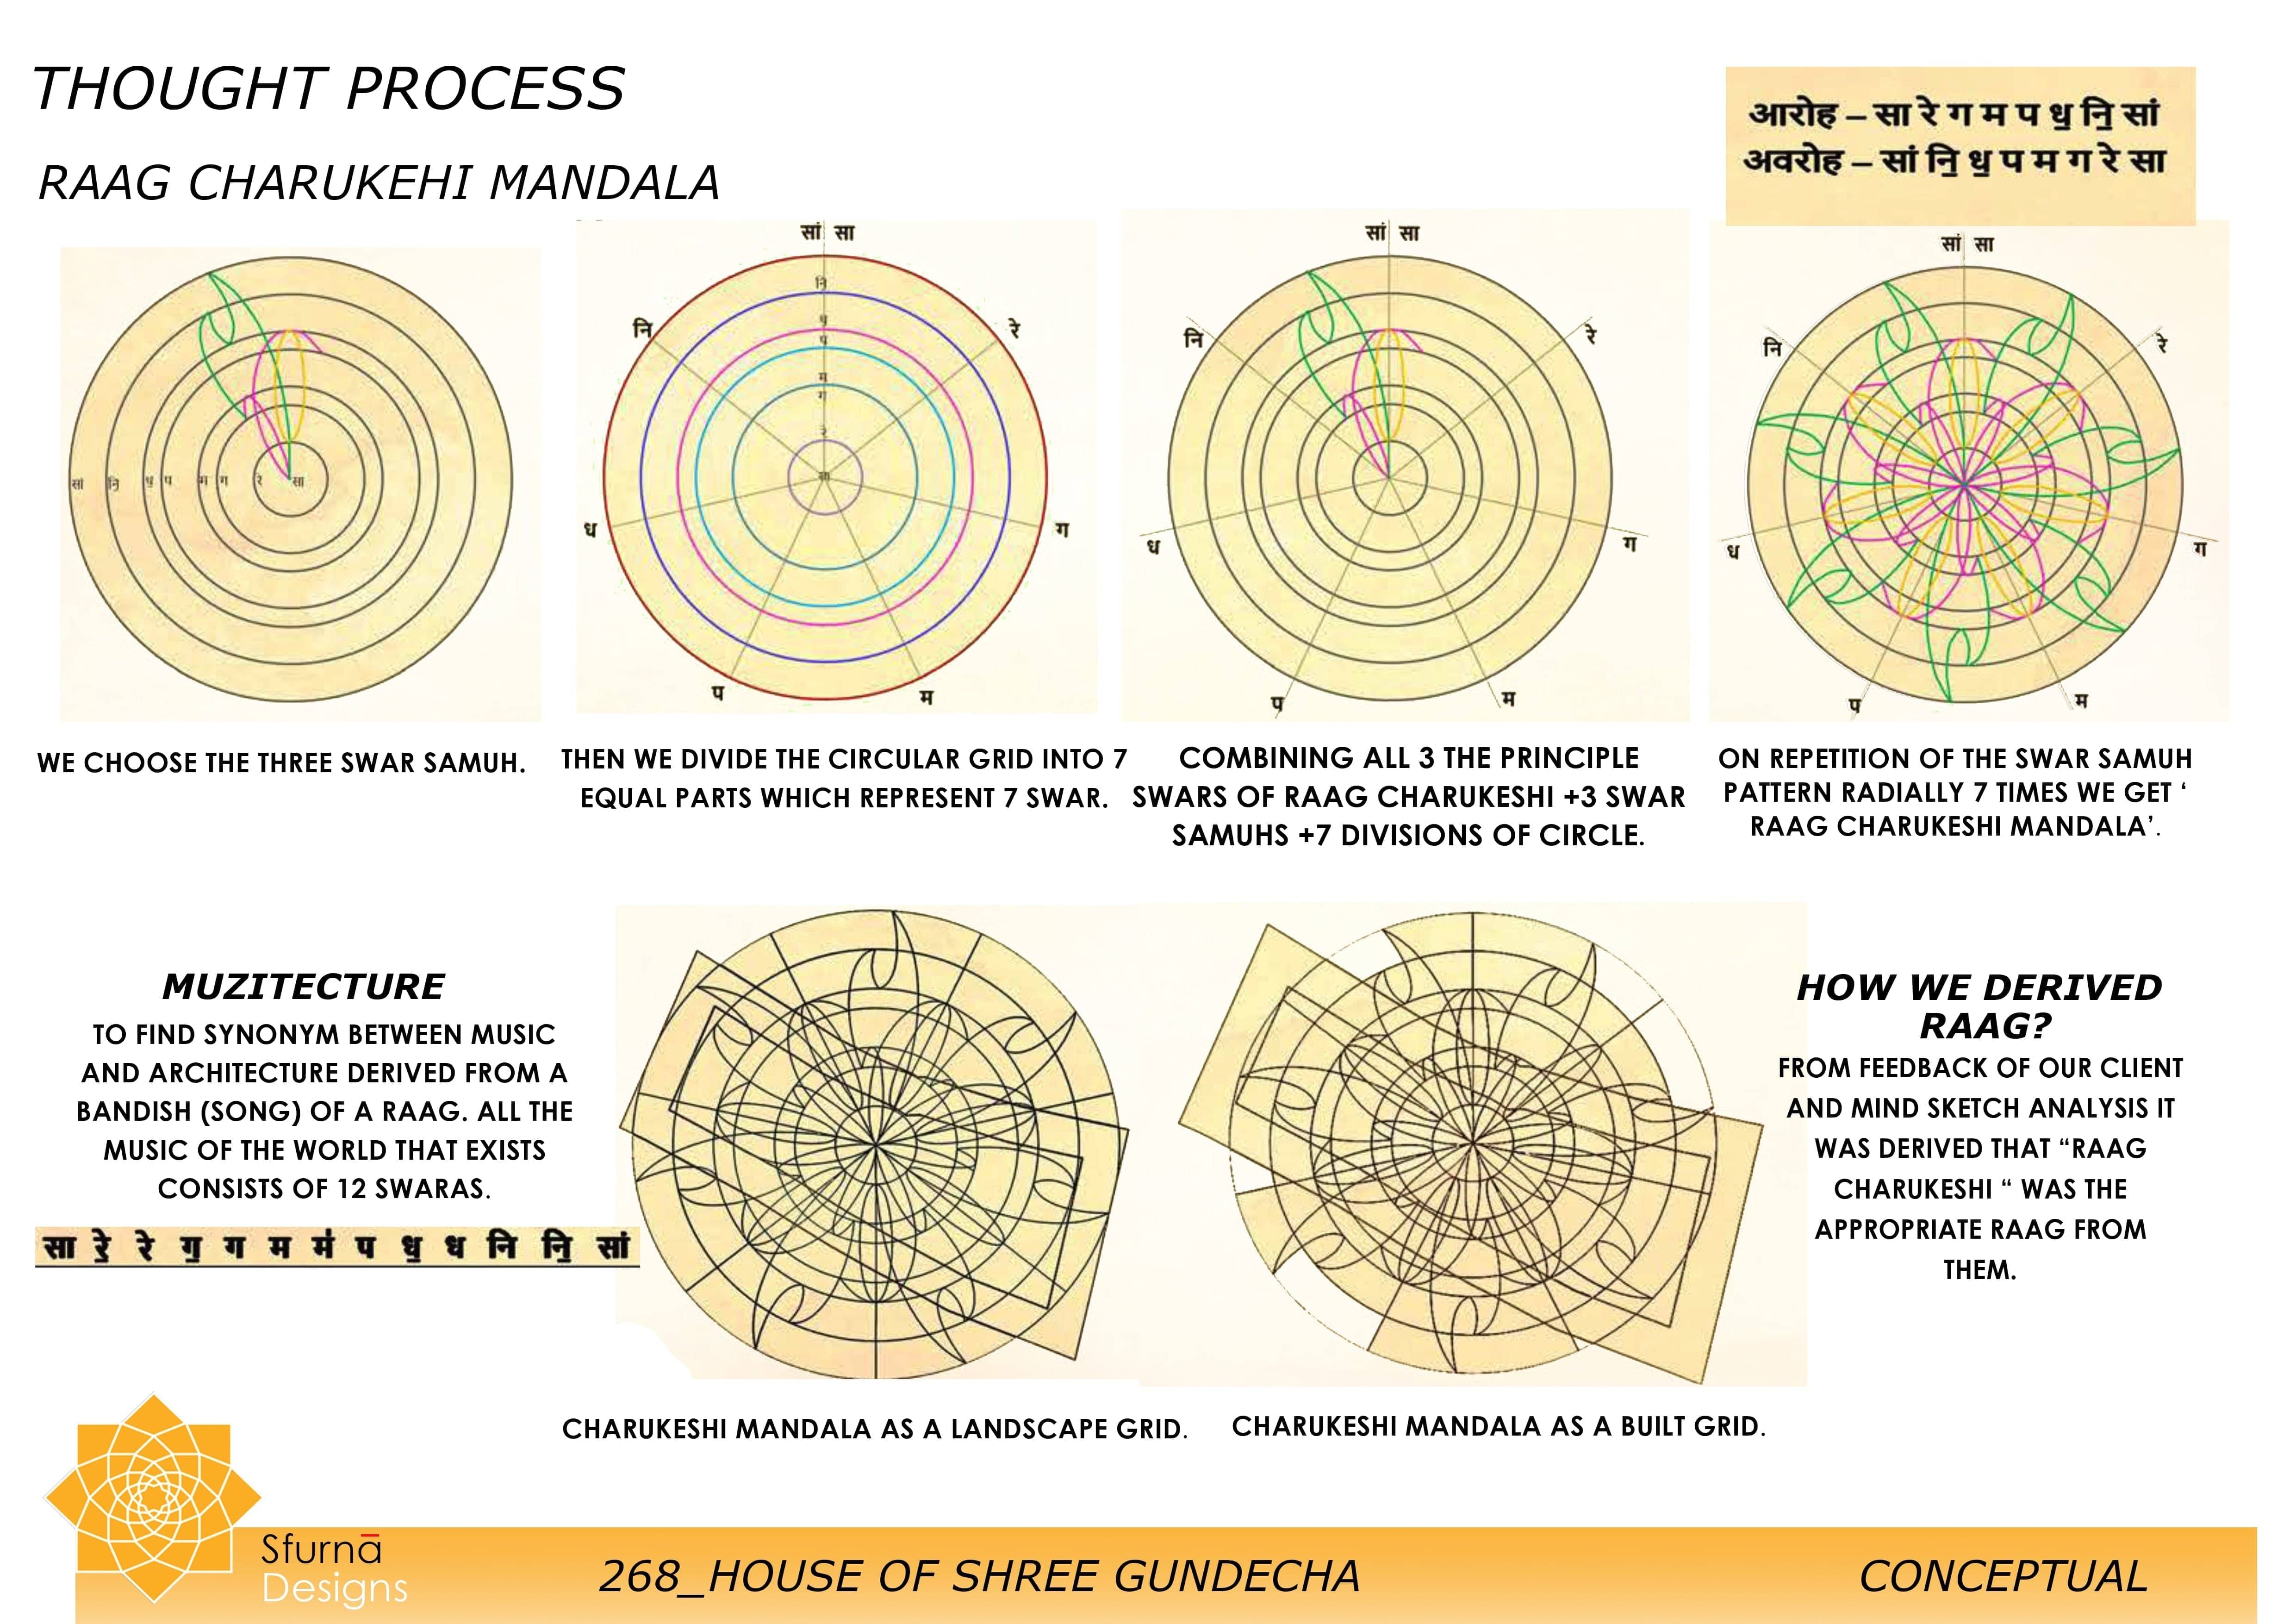 THOUGHT PROCESS
RAAG CHARUKEHI MANDALA
आरोह – सा रे ग म प ध॒ नि॒ सां
अवरोह – सां नि॒ ध॒ प म ग रे सा
सां नि॒ ध॒ प म ग रे सा
सां सा
नि रे
ध ग
प म
नि॒
ध॒
प
म
ग
रे
सा
सां सा
नि रे
ध ग
प म
सां सा
नि रे
ध ग
प म
WE CHOOSE THE THREE SWAR SAMUH.
THEN WE DIVIDE THE CIRCULAR GRID INTO 7
EQUAL PARTS WHICH REPRESENT 7 SWAR.
COMBINING ALL 3 THE PRINCIPLE
SWARS OF RAAG CHARUKESHI +3 SWAR
SAMUHS +7 DIVISIONS OF CIRCLE.
ON REPETITION OF THE SWAR SAMUH
PATTERN RADIALLY 7 TIMES WE GET ‘
RAAG CHARUKESHI MANDALA’.
MUZITECTURE
TO FIND SYNONYM BETWEEN MUSIC
AND ARCHITECTURE DERIVED FROM A
BANDISH (SONG) OF A RAAG. ALL THE
MUSIC OF THE WORLD THAT EXISTS
CONSISTS OF 12 SWARAS.
सा रे॒ रे ग॒ ग म म॑ प ध॒ ध नि नि॒ सां
HOW WE DERIVED
RAAG?
FROM FEEDBACK OF OUR CLIENT
AND MIND SKETCH ANALYSIS IT
WAS DERIVED THAT “RAAG
CHARUKESHI “ WAS THE
APPROPRIATE RAAG FROM
THEM.
CHARUKESHI MANDALA AS A LANDSCAPE GRID.
CHARUKESHI MANDALA AS A BUILT GRID.
Sfurnā
Designs
268_HOUSE OF SHREE GUNDECHA
CONCEPTUAL